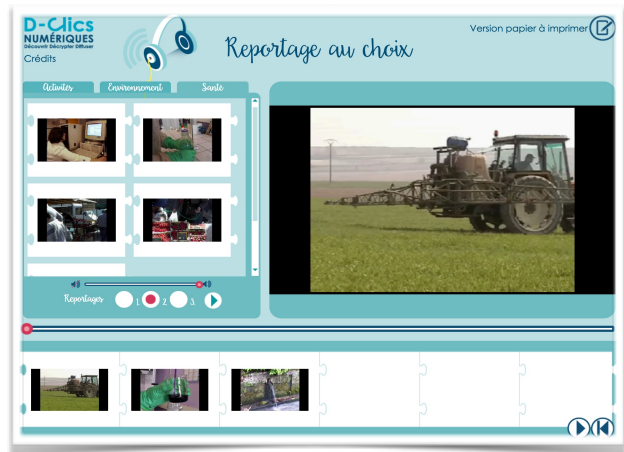 D-Clics
NUMÉRIQUES
Découvrir Décrypter Diffuser
Crédits
Reportage au choix
Version papier à imprimer
Activités Environnement Santé
Reportages 1. 2. 3.